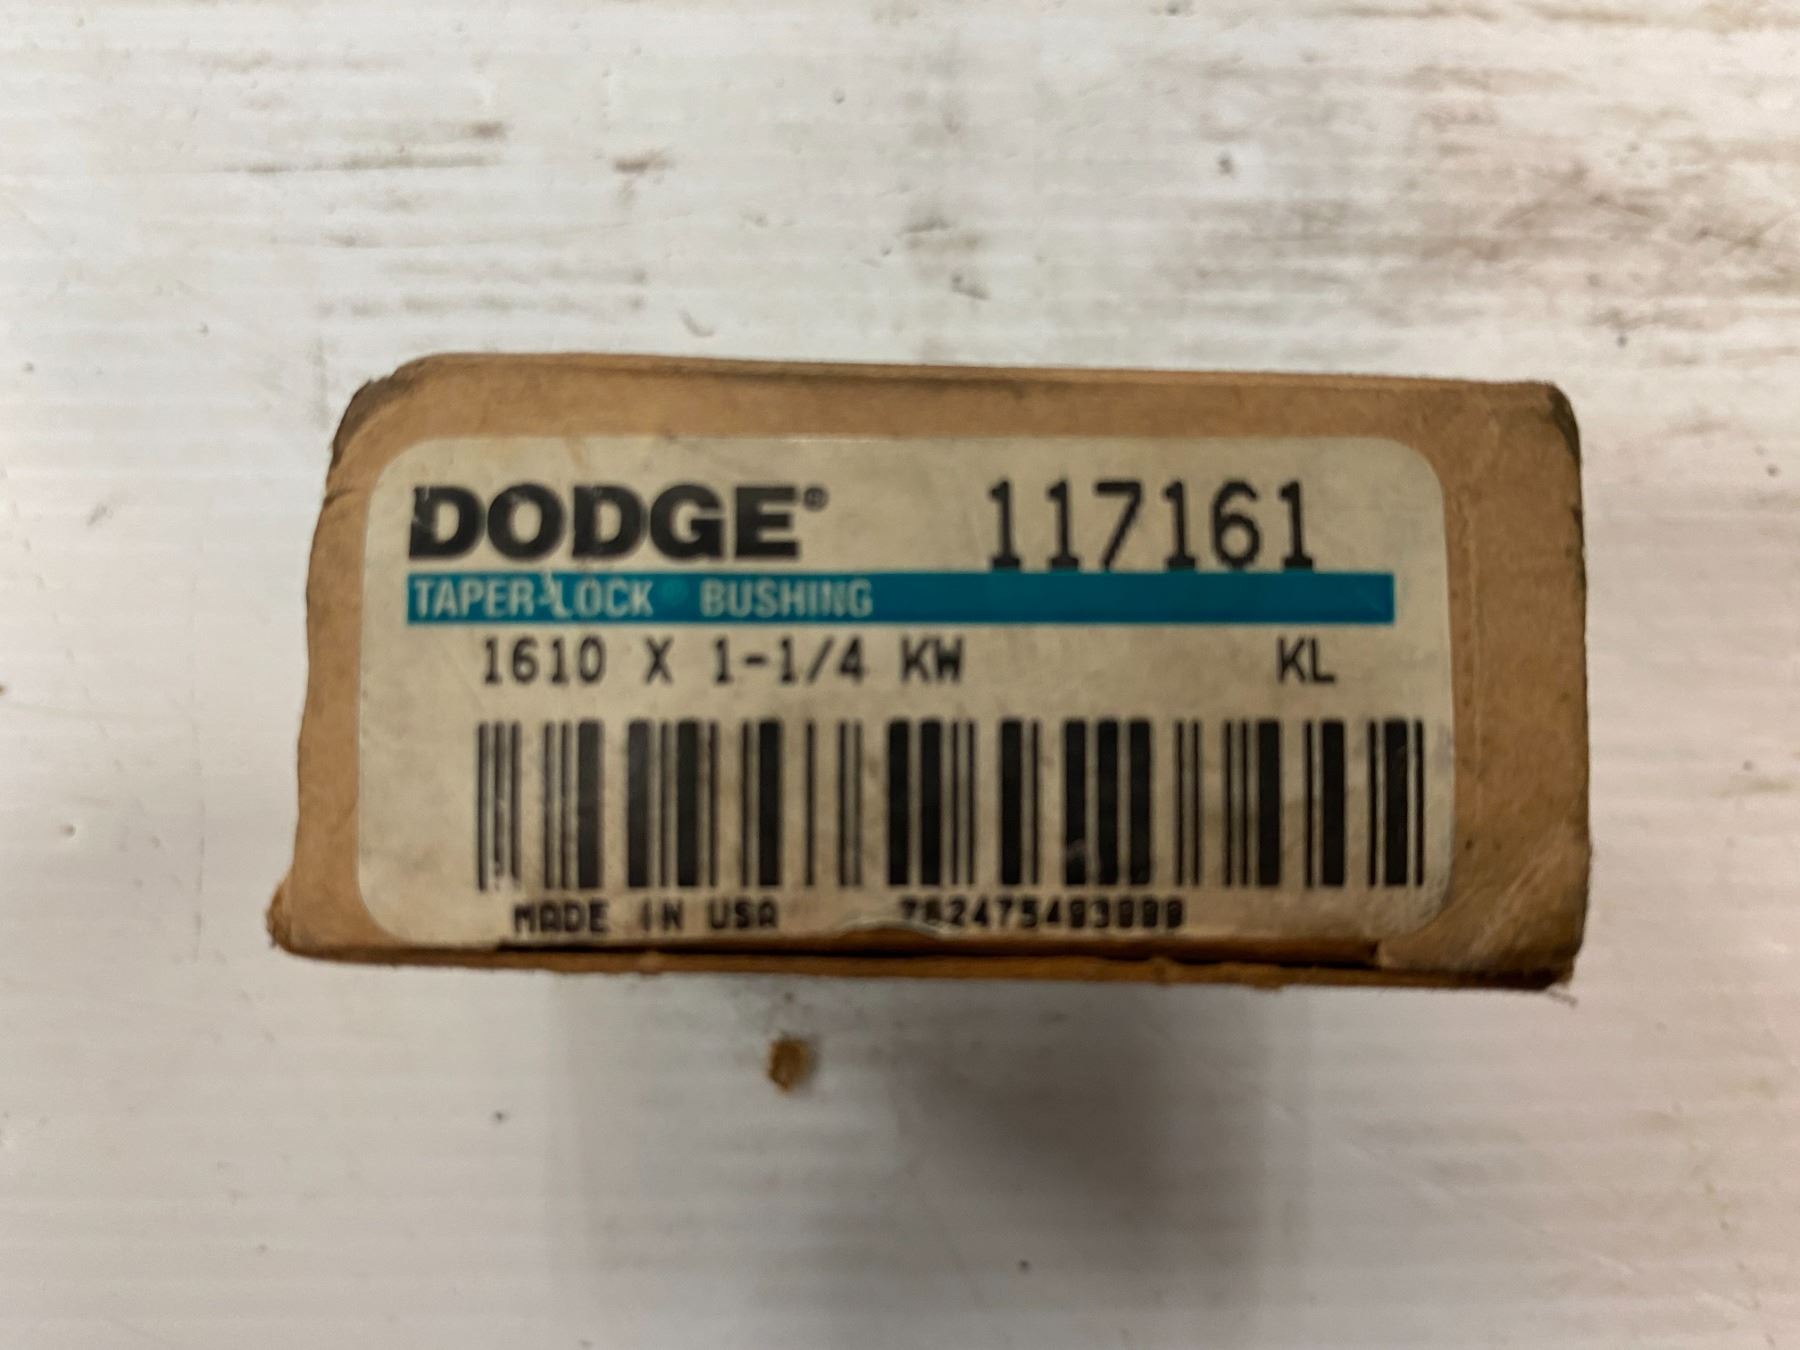 DODGE® 117161
TAPER-LOCK® BUSHING
1610 X 1-1/4 KW KL
MADE IN USA